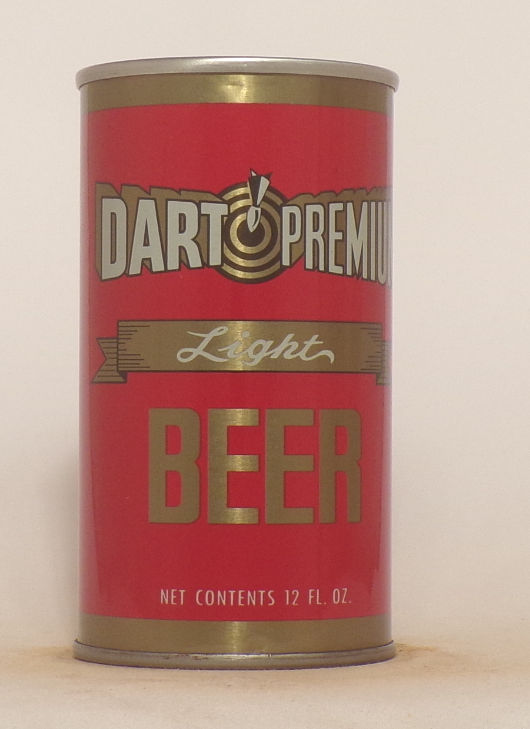 DART PREMIU
Light
BEER
NET CONTENTS 12 FL. OZ.